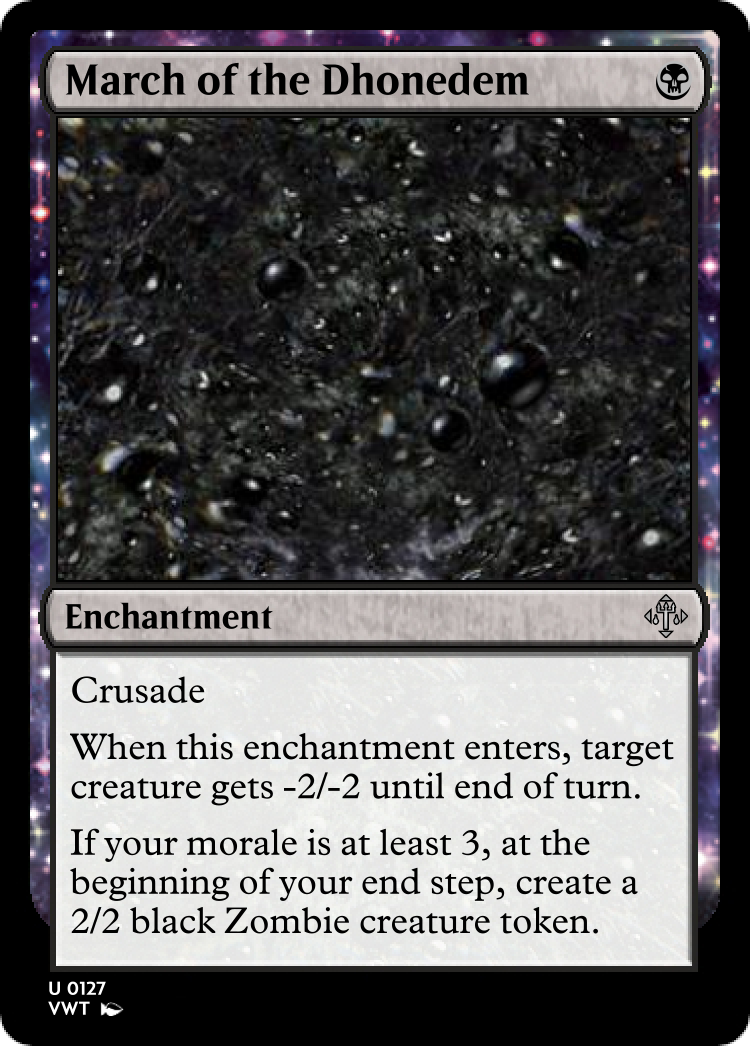 March of the Dhonedem
Enchantment
Crusade
When this enchantment enters, target
creature gets -2/-2 until end of turn.
If your morale is at least 3, at the
beginning of your end step, create a
2/2 black Zombie creature token.
U 0127
VWT